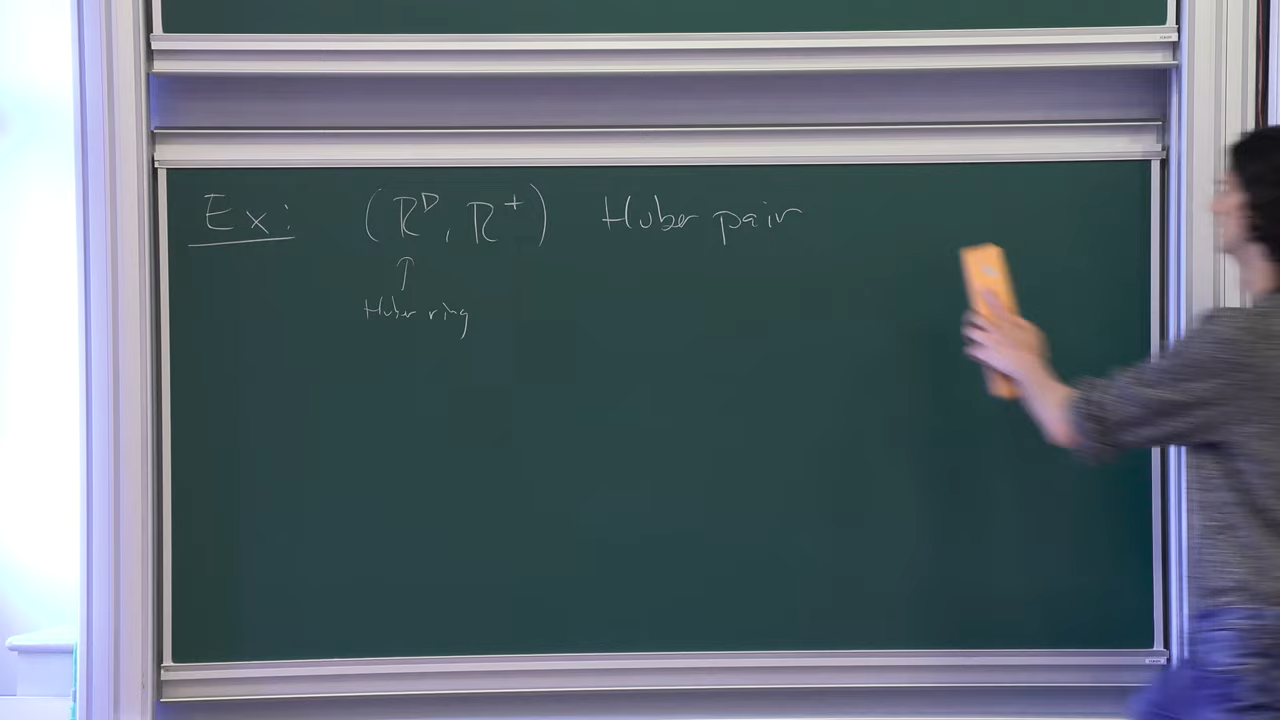 Ex: (R▷, R⁺) Huber pair
↑
Huber ring